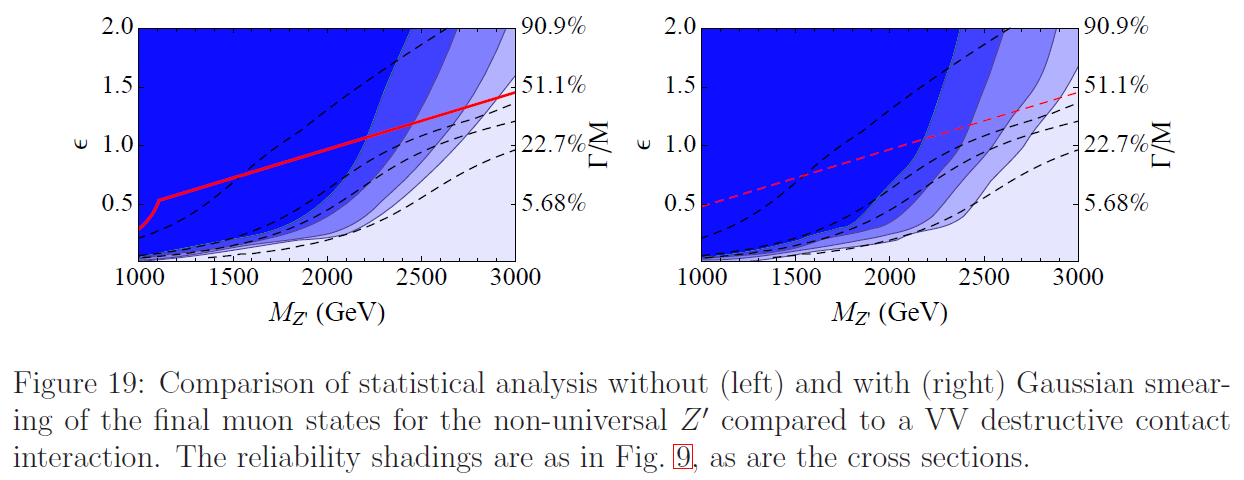 2.0
1.5
1.0
0.5
ϵ
90.9%
51.1%
22.7%
5.68%
Γ/M
1000 1500 2000 2500 3000
M_Z' (GeV)
2.0
1.5
1.0
0.5
ϵ
90.9%
51.1%
22.7%
5.68%
Γ/M
1000 1500 2000 2500 3000
M_Z' (GeV)
Figure 19: Comparison of statistical analysis without (left) and with (right) Gaussian smear-
ing of the final muon states for the non-universal Z′ compared to a VV destructive contact
interaction. The reliability shadings are as in Fig. 9, as are the cross sections.